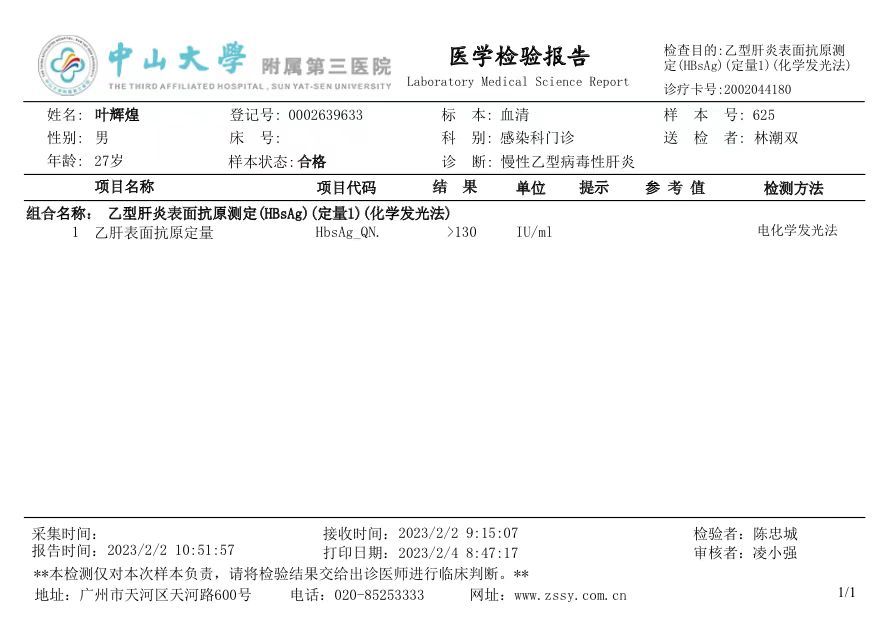 中山大学 附属第三医院
THE THIRD AFFILIATED HOSPITAL, SUN YAT-SEN UNIVERSITY
医学检验报告
Laboratory Medical Science Report
检查目的:乙型肝炎表面抗原测
定(HBsAg)(定量1)(化学发光法)
诊疗卡号:2002044180
姓名: 叶辉煌 登记号: 0002639633 标 本: 血清 样 本 号: 625
性别: 男 床 号: 科 别: 感染科门诊 送 检 者: 林潮双
年龄: 27岁 样本状态: 合格 诊 断: 慢性乙型病毒性肝炎
项目名称 项目代码 结 果 单位 提示 参 考 值 检测方法
组合名称: 乙型肝炎表面抗原测定(HBsAg)(定量1)(化学发光法)
1 乙肝表面抗原定量 HbsAg_QN. >130 IU/ml 电化学发光法
采集时间: 接收时间: 2023/2/2 9:15:07 检验者: 陈忠城
报告时间: 2023/2/2 10:51:57 打印日期: 2023/2/4 8:47:17 审核者: 凌小强
**本检测仅对本次样本负责，请将检验结果交给出诊医师进行临床判断。**
地址: 广州市天河区天河路600号 电话: 020-85253333 网址: www.zssy.com.cn 1/1